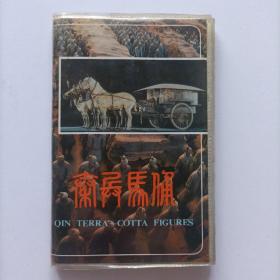 秦兵馬俑
QIN TERRA-COTTA FIGURES